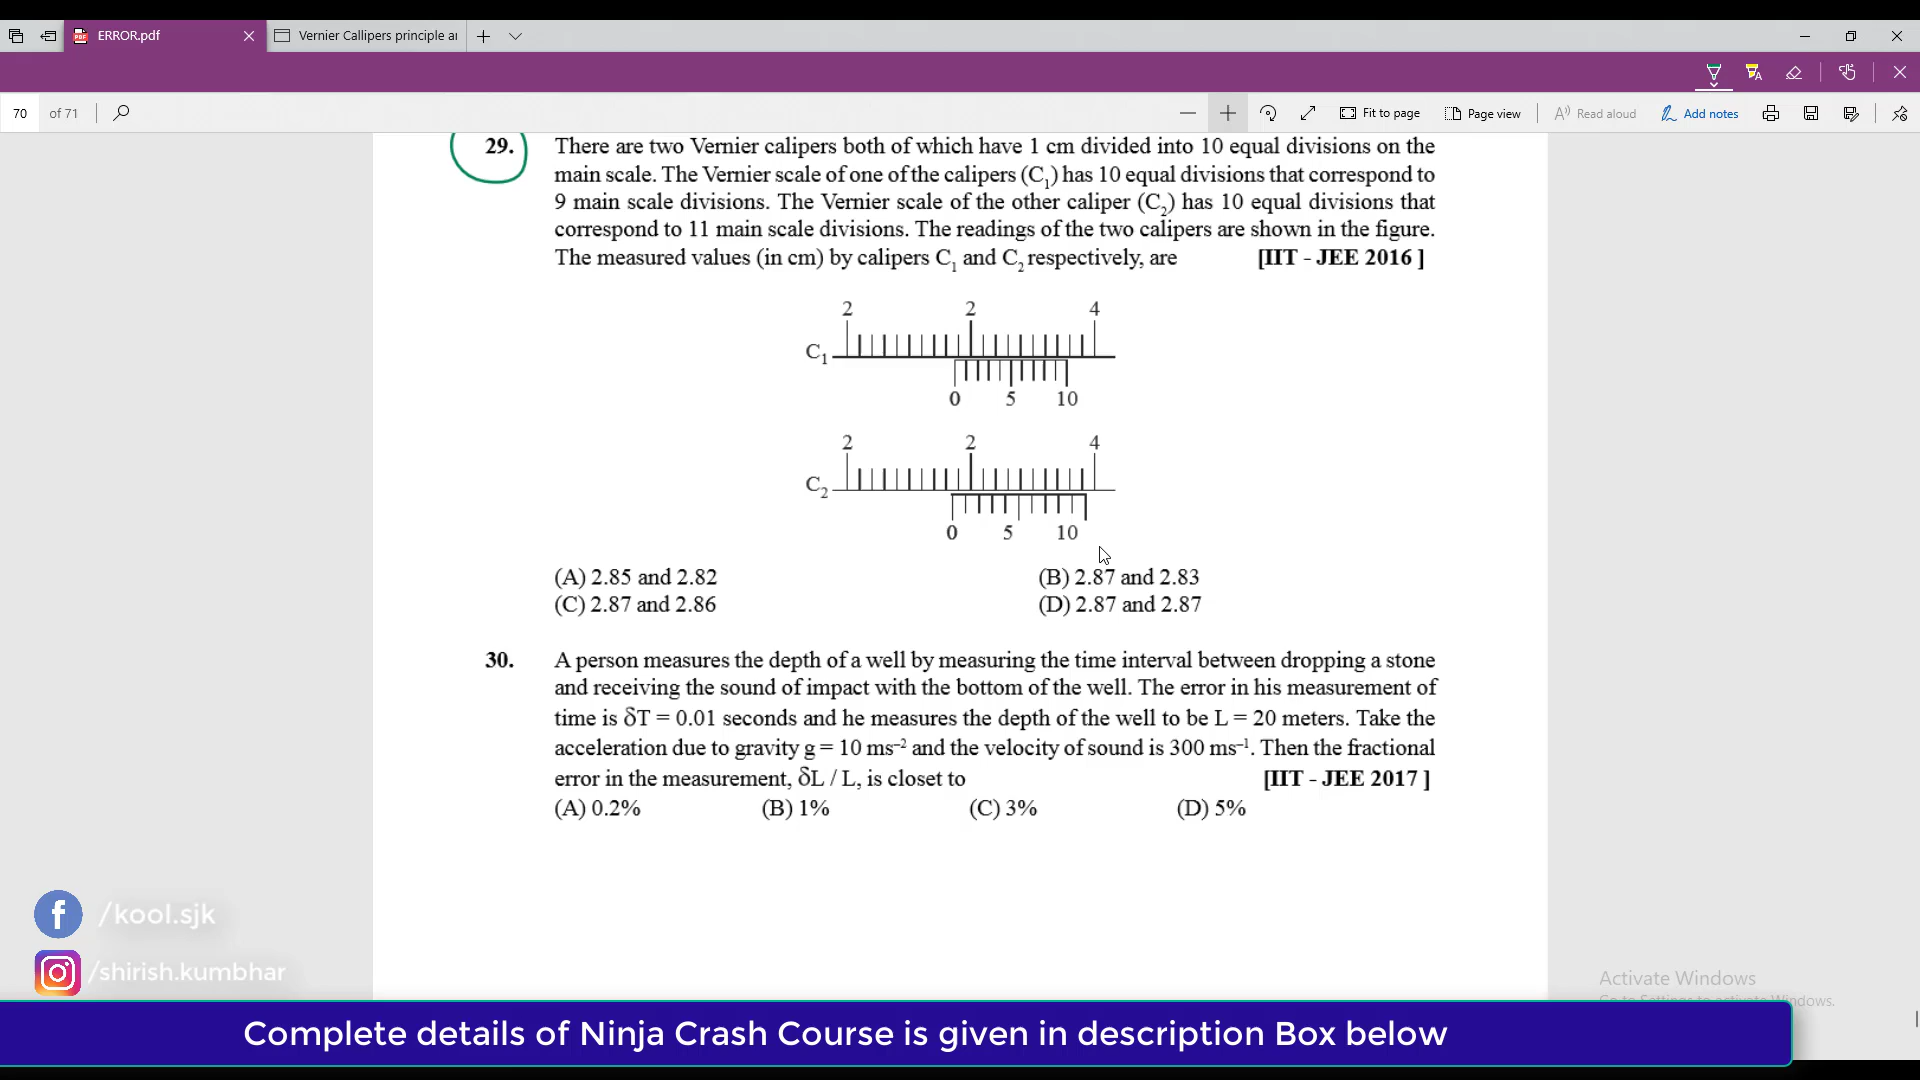 ERROR.pdf
Vernier Callipers principle ar
70 of 71
Fit to page
Page view
Read aloud
Add notes
29. There are two Vernier calipers both of which have 1 cm divided into 10 equal divisions on the
main scale. The Vernier scale of one of the calipers (C₁) has 10 equal divisions that correspond to
9 main scale divisions. The Vernier scale of the other caliper (C₂) has 10 equal divisions that
correspond to 11 main scale divisions. The readings of the two calipers are shown in the figure.
The measured values (in cm) by calipers C₁ and C₂ respectively, are [IIT - JEE 2016 ]
2 2 4
C₁
0 5 10
2 2 4
C₂
0 5 10
(A) 2.85 and 2.82 (B) 2.87 and 2.83
(C) 2.87 and 2.86 (D) 2.87 and 2.87
30. A person measures the depth of a well by measuring the time interval between dropping a stone
and receiving the sound of impact with the bottom of the well. The error in his measurement of
time is δT = 0.01 seconds and he measures the depth of the well to be L = 20 meters. Take the
acceleration due to gravity g = 10 ms⁻² and the velocity of sound is 300 ms⁻¹. Then the fractional
error in the measurement, δL / L, is closet to [IIT - JEE 2017 ]
(A) 0.2% (B) 1% (C) 3% (D) 5%
/kool.sjk
/shirish.kumbhar
Activate Windows
Complete details of Ninja Crash Course is given in description Box below